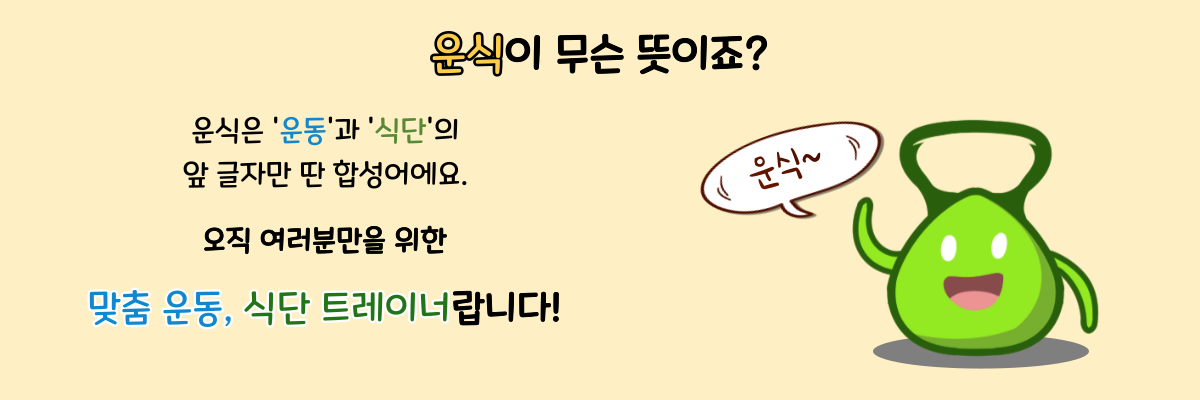 운식이 무슨 뜻이죠?
운식은 '운동'과 '식단'의
앞 글자만 딴 합성어에요.
오직 여러분만을 위한
맞춤 운동, 식단 트레이너랍니다!
운식~